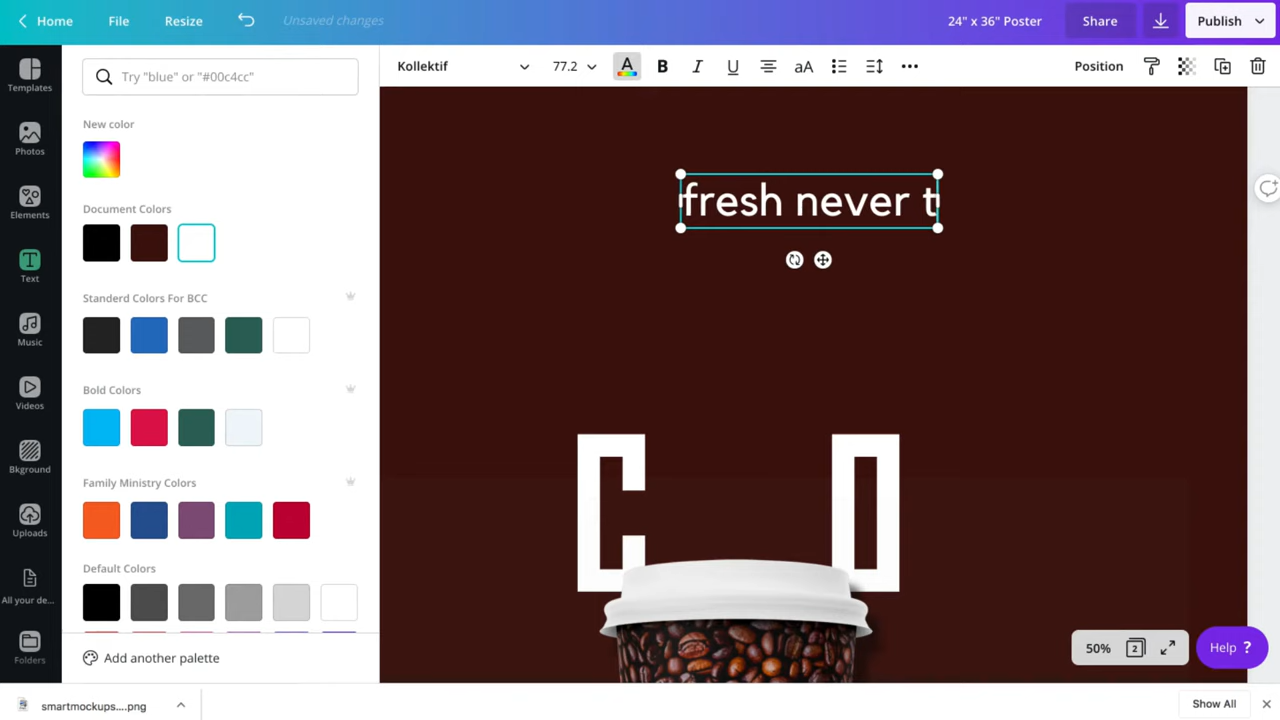 Home
File
Resize
Unsaved changes
24" x 36" Poster
Share
Publish
Templates
Photos
Elements
Text
Music
Videos
Bkground
Uploads
All your de...
Folders
Try "blue" or "#00c4cc"
New color
Document Colors
Standerd Colors For BCC
Bold Colors
Family Ministry Colors
Default Colors
Add another palette
Kollektif
77.2
A
B
I
U
aA
Position
fresh never t
C O
50%
2
Help ?
smartmockups....png
Show All